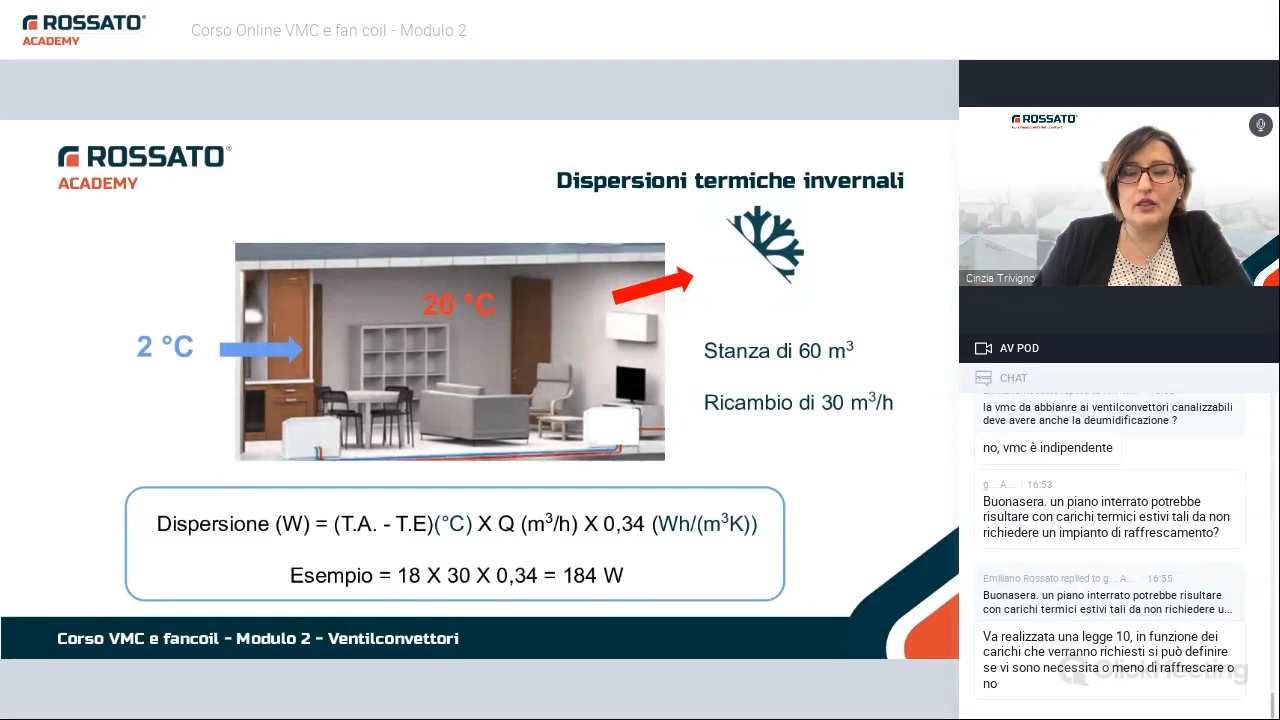 ROSSATO
ACADEMY
Corso Online VMC e fan coil - Modulo 2
ROSSATO
ACADEMY
Dispersioni termiche invernali
20 °C
2 °C
Stanza di 60 m³
Ricambio di 30 m³/h
Dispersione (W) = (T.A. - T.E)(°C) X Q (m³/h) X 0,34 (Wh/(m³K))
Esempio = 18 X 30 X 0,34 = 184 W
Corso VMC e fancoil - Modulo 2 - Ventilconvettori
ROSSATO
Cinzia Trivigno
AV POD
CHAT
la vmc da abbianre ai ventilconvettori canalizzabili
deve avere anche la deumidificazione ?
no, vmc è indipendente
g... A... 16:53
Buonasera. un piano interrato potrebbe
risultare con carichi termici estivi tali da non
richiedere un impianto di raffrescamento?
Emiliano Rossato replied to g... A... 16:55
Buonasera. un piano interrato potrebbe risultare
con carichi termici estivi tali da non richiedere u...
Va realizzata una legge 10, in funzione dei
carichi che verranno richiesti si può definire
se vi sono necessita o meno di raffrescare o
no
ClickMeeting